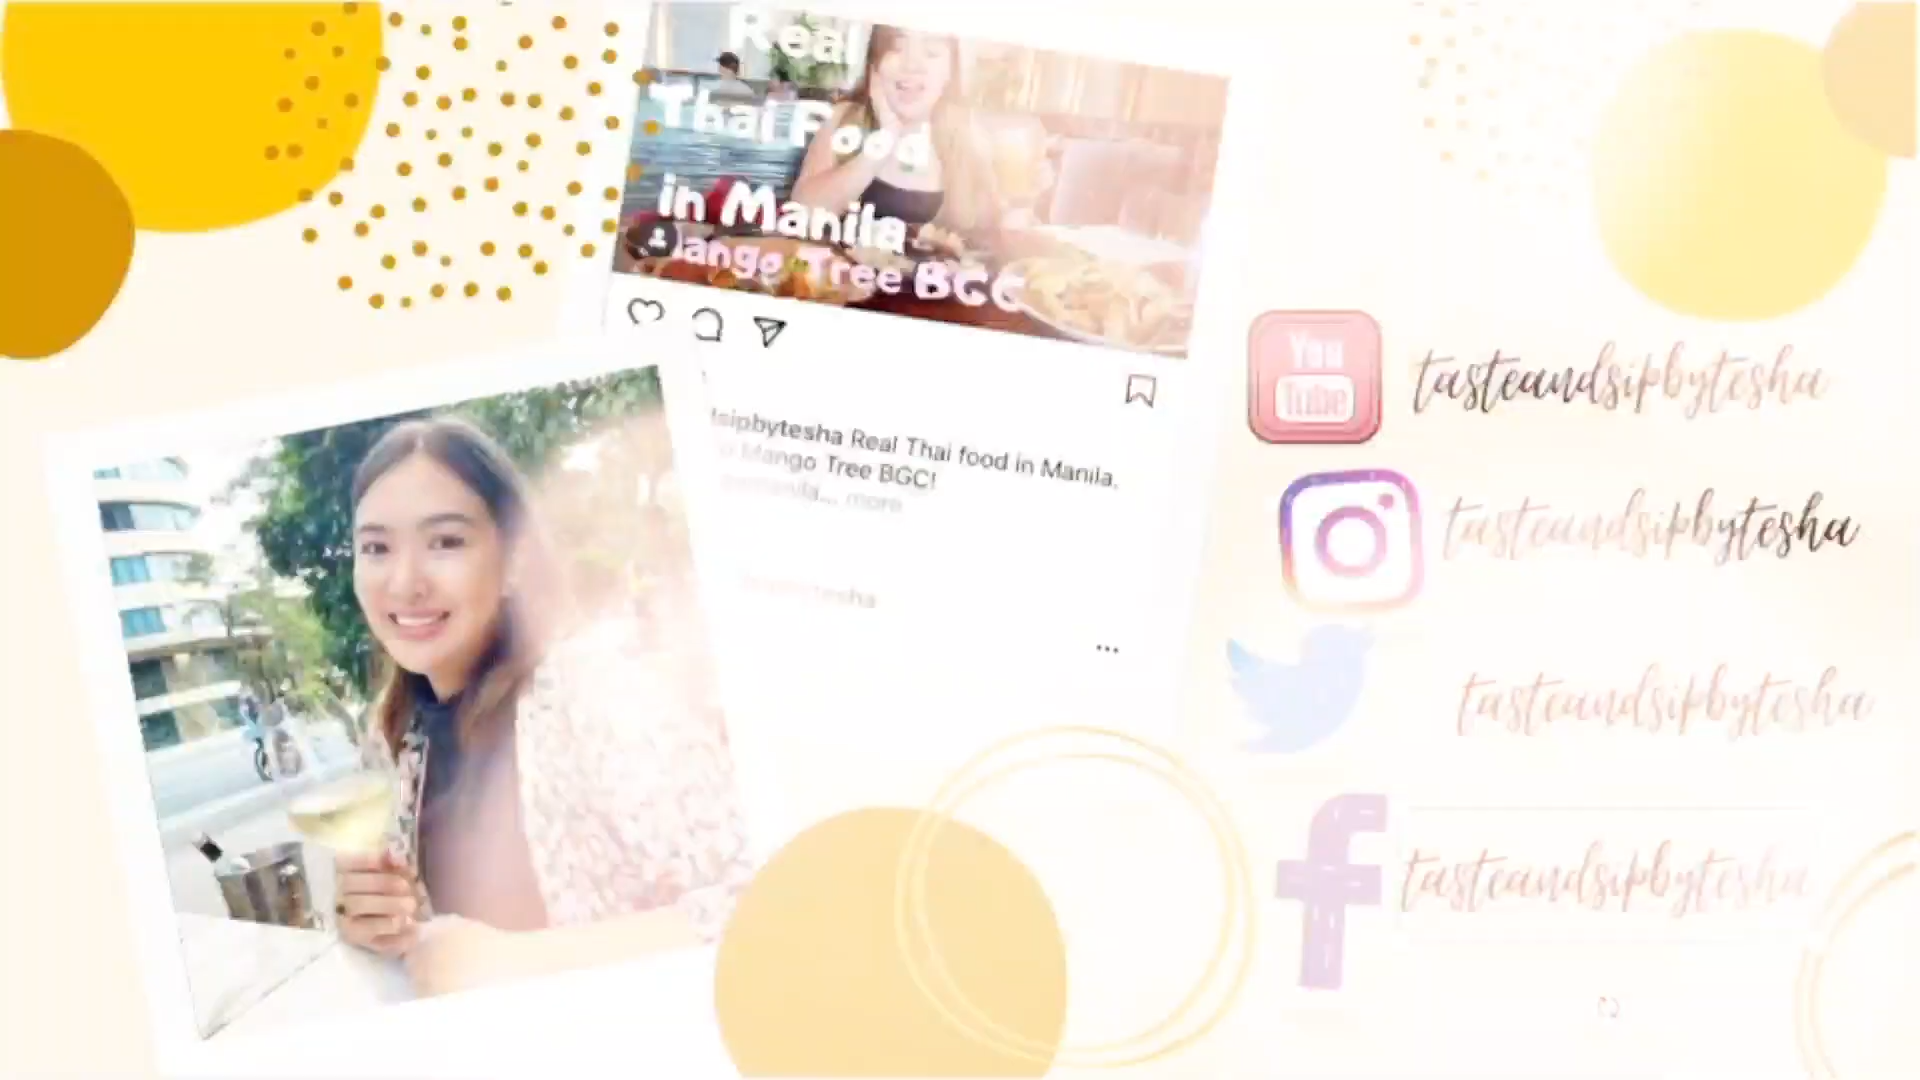 Real
Thai Food
in Manila
ango Tree BGC
sipbytesha Real Thai food in Manila,
Mango Tree BGC!
... more
You
Tube
tasteandsipbytesha
tasteandsipbytesha
tasteandsipbytesha
f
tasteandsipbytesha